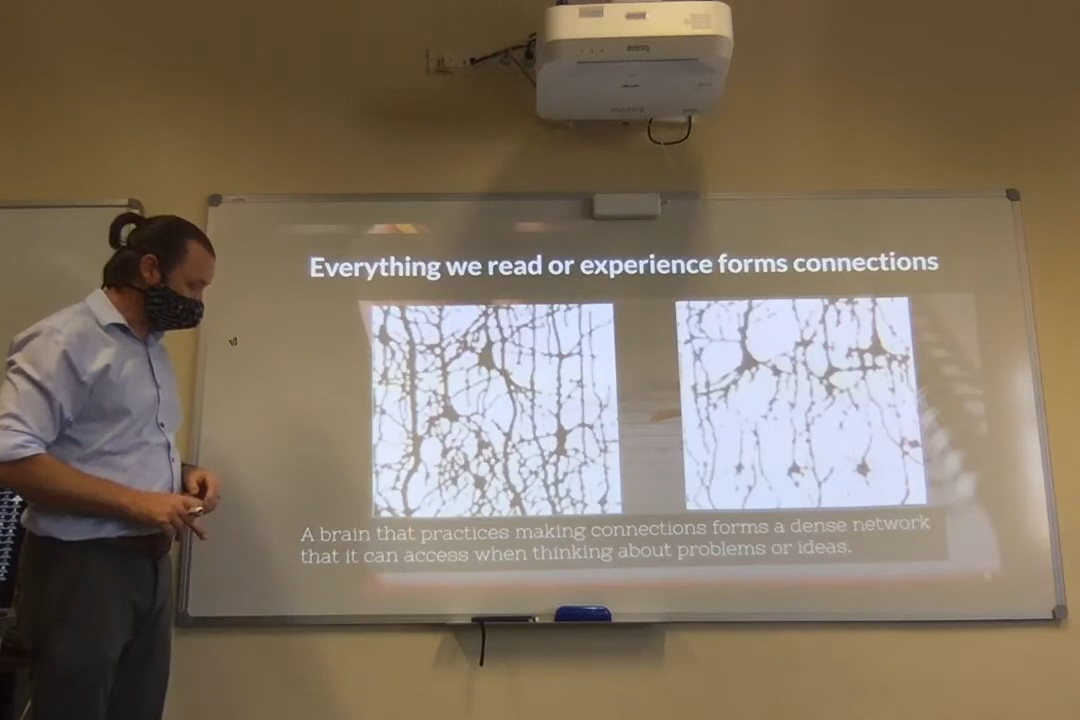 BenQ
Everything we read or experience forms connections
A brain that practices making connections forms a dense network
that it can access when thinking about problems or ideas.